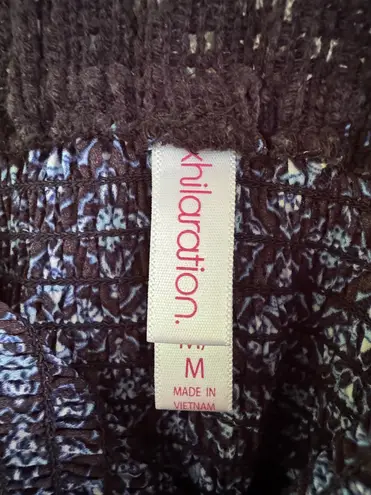 xhilaration.
M/
M
MADE IN
VIETNAM